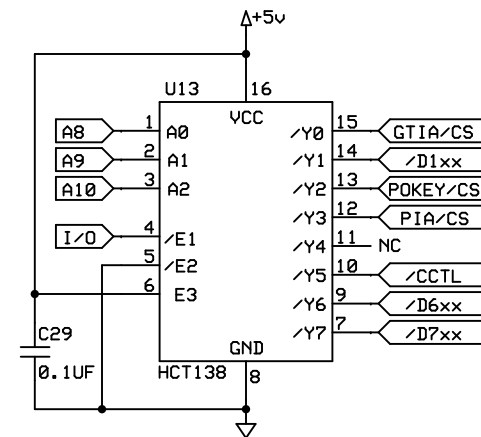 +5v
U13
16
VCC
A8 1 A0 /Y0 15 GTIA/CS
A9 2 A1 /Y1 14 /D1xx
A10 3 A2 /Y2 13 POKEY/CS
/Y3 12 PIA/CS
I/O 4 /E1 /Y4 11 NC
5 /E2 /Y5 10 /CCTL
6 E3 /Y6 9 /D6xx
/Y7 7 /D7xx
C29
0.1UF
GND
HCT138 8